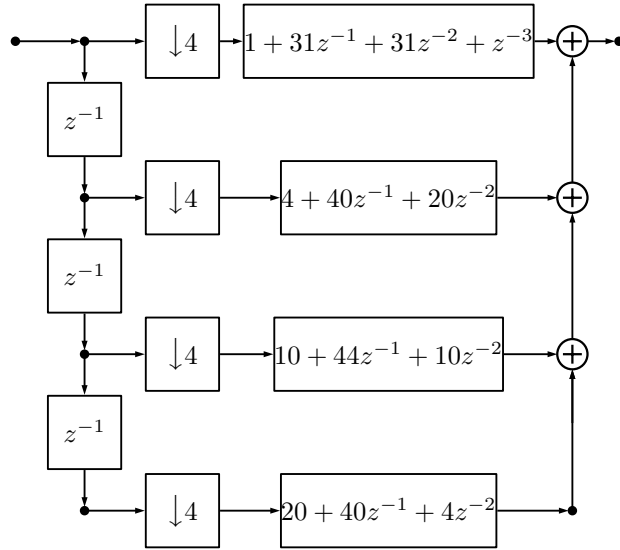 ↓4
1 + 31z⁻¹ + 31z⁻² + z⁻³
+
z⁻¹
↓4
4 + 40z⁻¹ + 20z⁻²
+
z⁻¹
↓4
10 + 44z⁻¹ + 10z⁻²
+
z⁻¹
↓4
20 + 40z⁻¹ + 4z⁻²